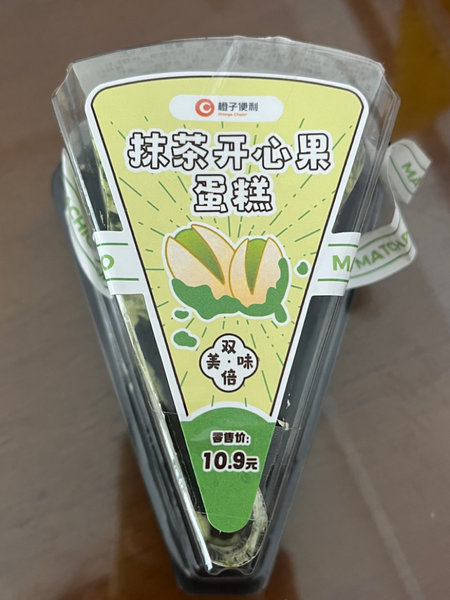 橙子便利
Orange Chain
抹茶开心果
蛋糕
双
美·味
倍
零售价:
10.9元
MATCHA
MATCHA